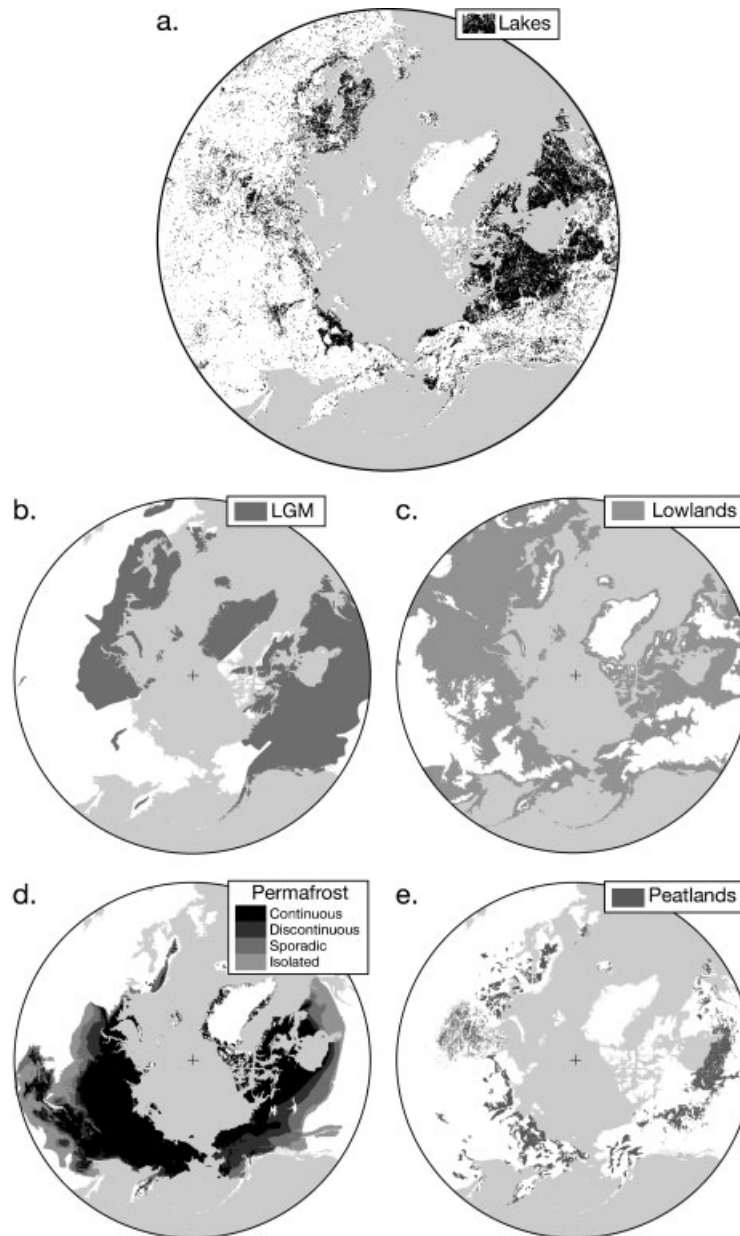 a.
Lakes
b.
LGM
c.
Lowlands
d.
Permafrost
Continuous
Discontinuous
Sporadic
Isolated
e.
Peatlands